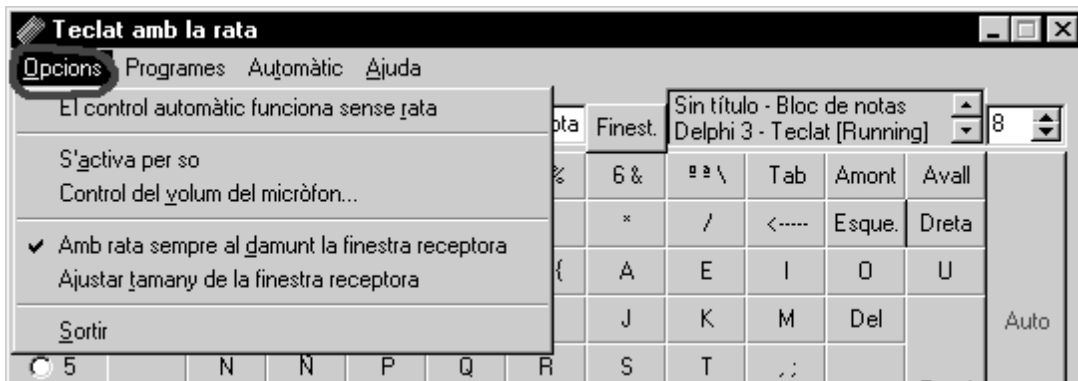 Teclat amb la rata
Opcions Programes Automàtic Ajuda
El control automàtic funciona sense rata
S'activa per so
Control del volum del micròfon...
Amb rata sempre al damunt la finestra receptora
Ajustar tamany de la finestra receptora
Sortir
Finest. Sin título - Bloc de notas 8
Delphi 3 - Teclat [Running]
% 6 & º ª \ Tab Amont Avall
* / <----- Esque. Dreta
{ A E I O U
J K M Del Auto
5 N Ñ P Q R S T , ;